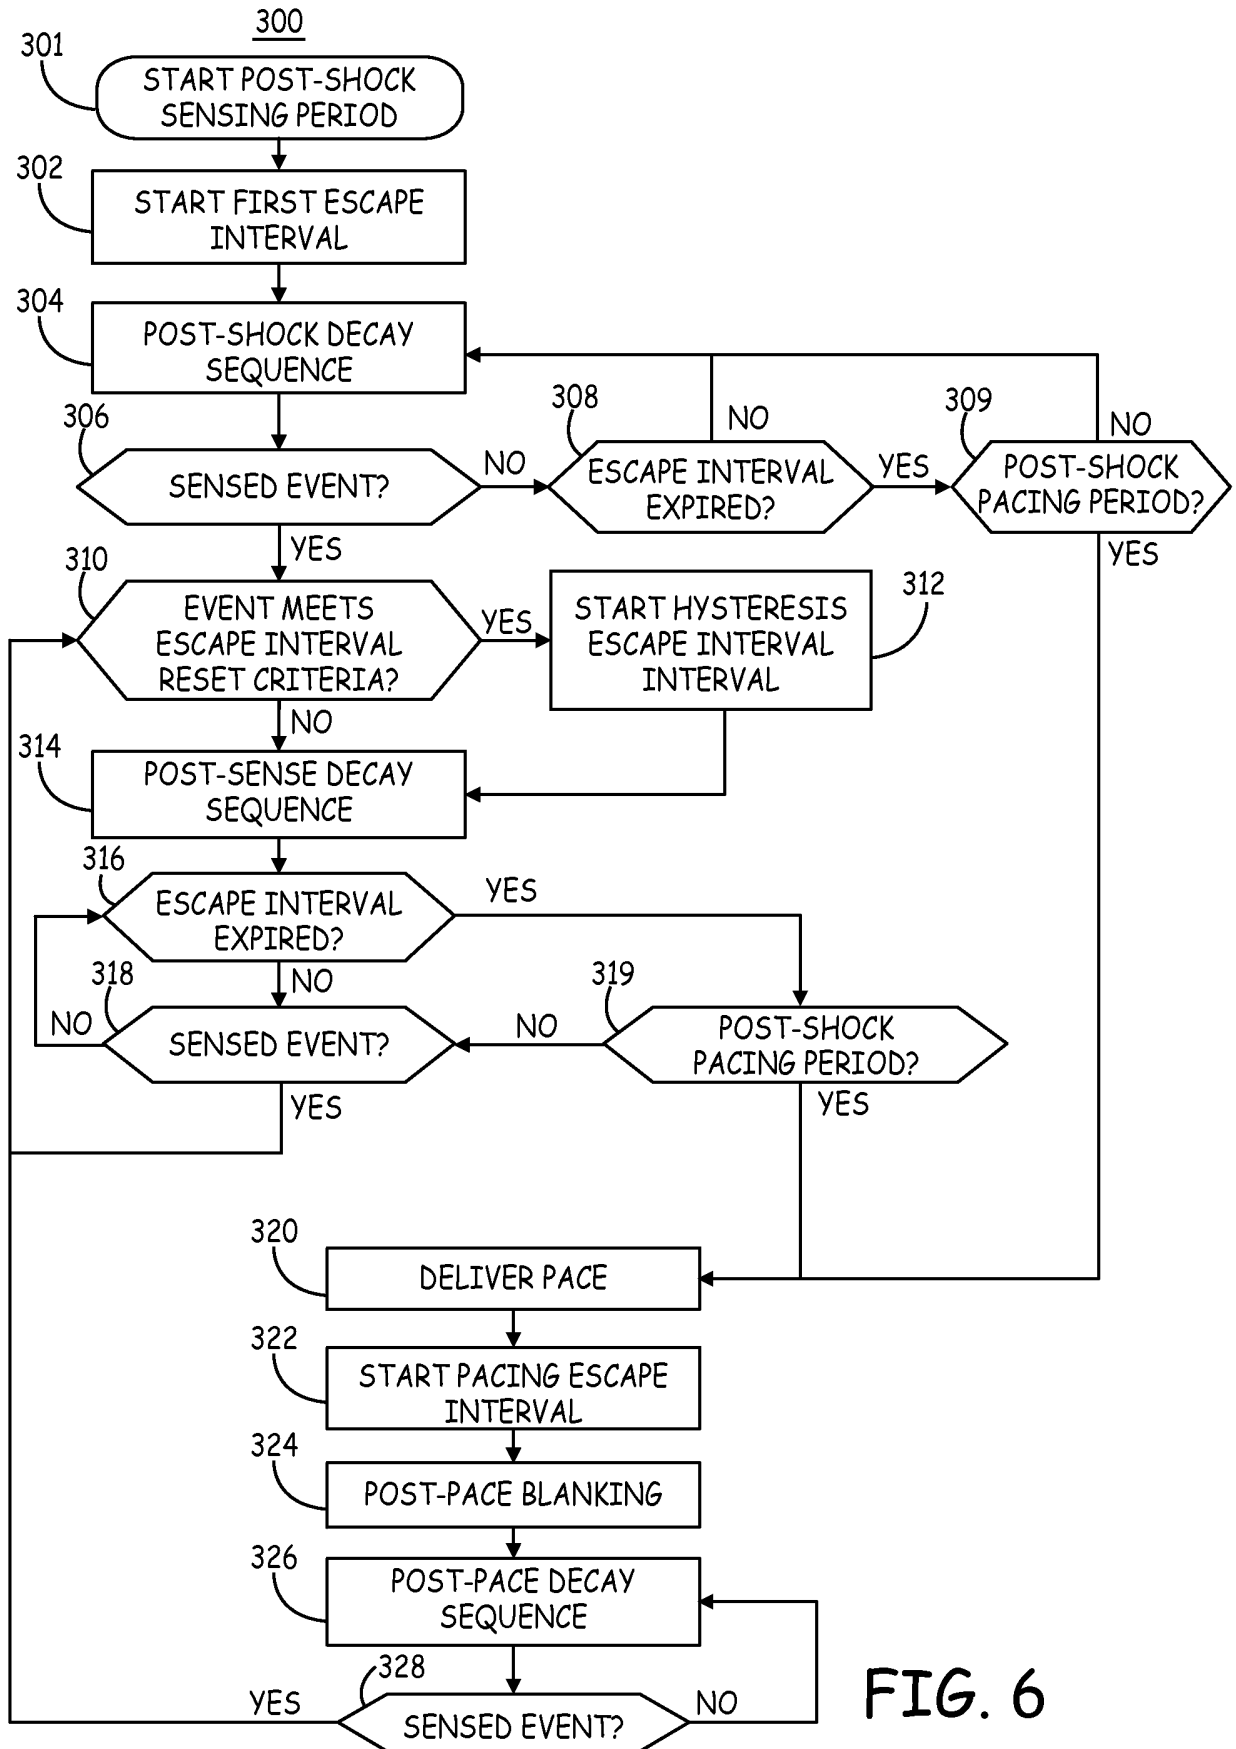 300
301
START POST-SHOCK
SENSING PERIOD
302
START FIRST ESCAPE
INTERVAL
304
POST-SHOCK DECAY
SEQUENCE
306
SENSED EVENT?
NO
308
ESCAPE INTERVAL
EXPIRED?
NO
YES
309
POST-SHOCK
PACING PERIOD?
NO
YES
YES
310
EVENT MEETS
ESCAPE INTERVAL
RESET CRITERIA?
YES
START HYSTERESIS
ESCAPE INTERVAL
INTERVAL
312
NO
314
POST-SENSE DECAY
SEQUENCE
316
ESCAPE INTERVAL
EXPIRED?
YES
NO
318
SENSED EVENT?
NO
NO
319
POST-SHOCK
PACING PERIOD?
YES
YES
320
DELIVER PACE
322
START PACING ESCAPE
INTERVAL
324
POST-PACE BLANKING
326
POST-PACE DECAY
SEQUENCE
328
SENSED EVENT?
YES
NO
FIG. 6